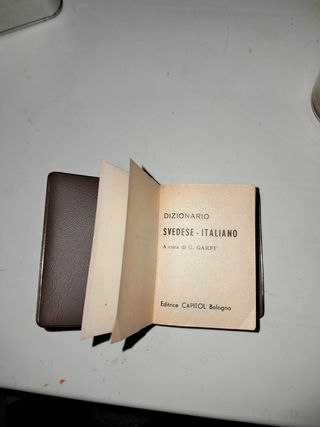 DIZIONARIO
SVEDESE - ITALIANO
A cura di G. GARFF
Editrice CAPITOL Bologna